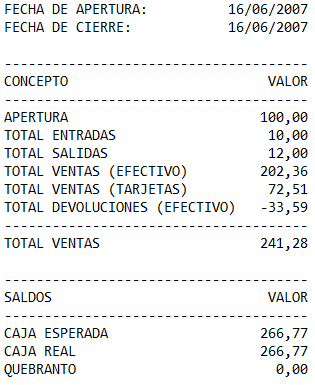 FECHA DE APERTURA: 16/06/2007
FECHA DE CIERRE: 16/06/2007
--------------------------------------
CONCEPTO VALOR
--------------------------------------
APERTURA 100,00
TOTAL ENTRADAS 10,00
TOTAL SALIDAS 12,00
TOTAL VENTAS (EFECTIVO) 202,36
TOTAL VENTAS (TARJETAS) 72,51
TOTAL DEVOLUCIONES (EFECTIVO) -33,59
--------------------------------------
TOTAL VENTAS 241,28
--------------------------------------
SALDOS VALOR
--------------------------------------
CAJA ESPERADA 266,77
CAJA REAL 266,77
QUEBRANTO 0,00